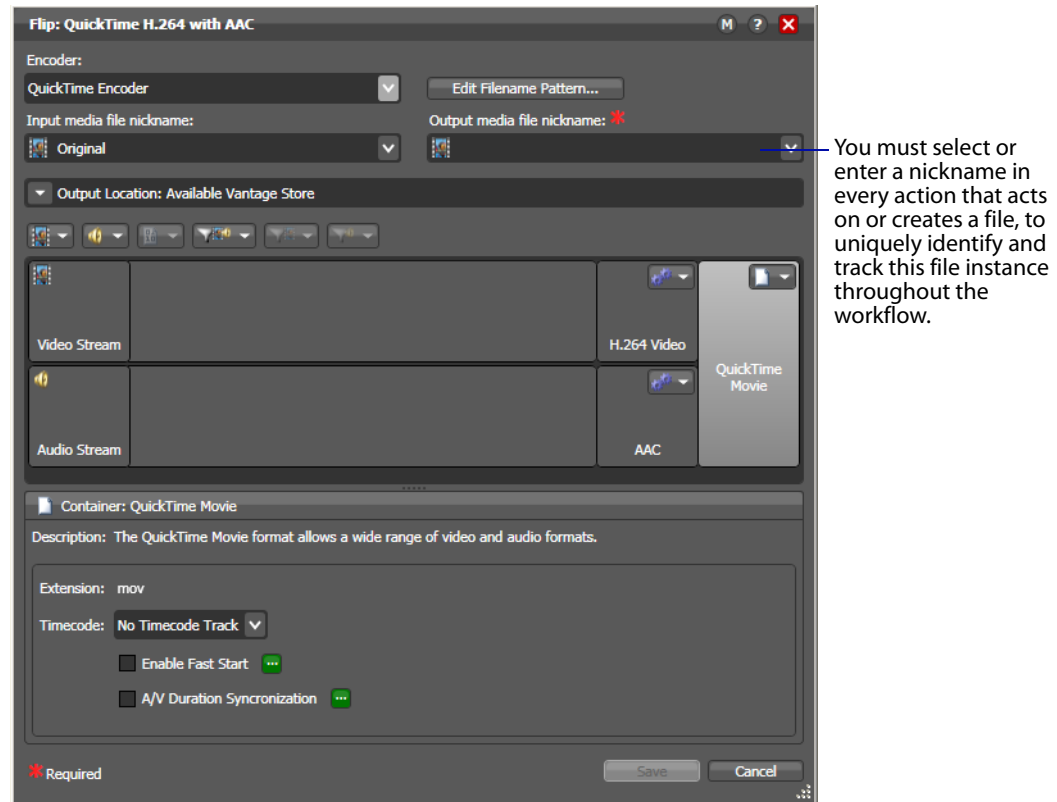 Flip: QuickTime H.264 with AAC
M ?
Encoder:
QuickTime Encoder
Edit Filename Pattern...
Input media file nickname:
Output media file nickname: *
Original
Output Location: Available Vantage Store
Video Stream
H.264 Video
QuickTime
Movie
Audio Stream
AAC
Container: QuickTime Movie
Description: The QuickTime Movie format allows a wide range of video and audio formats.
Extension: mov
Timecode: No Timecode Track
Enable Fast Start
A/V Duration Syncronization
* Required
Save
Cancel
You must select or
enter a nickname in
every action that acts
on or creates a file, to
uniquely identify and
track this file instance
throughout the
workflow.